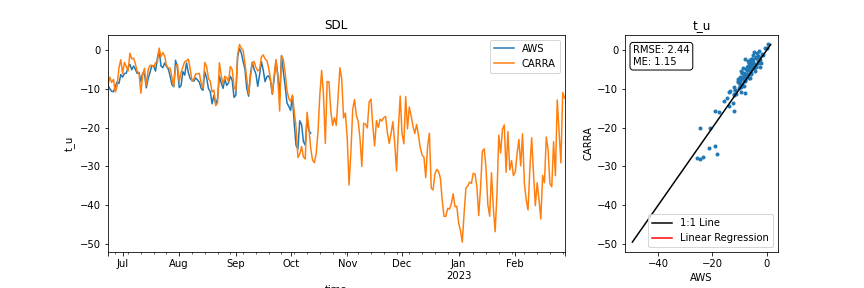 SDL
t_u
0
−10
−20
−30
−40
−50
t_u
AWS
CARRA
Jul
Aug
Sep
Oct
Nov
Dec
Jan
2023
Feb
time
t_u
RMSE: 2.44
ME: 1.15
0
−10
−20
−30
−40
−50
CARRA
1:1 Line
Linear Regression
−40
−20
0
AWS